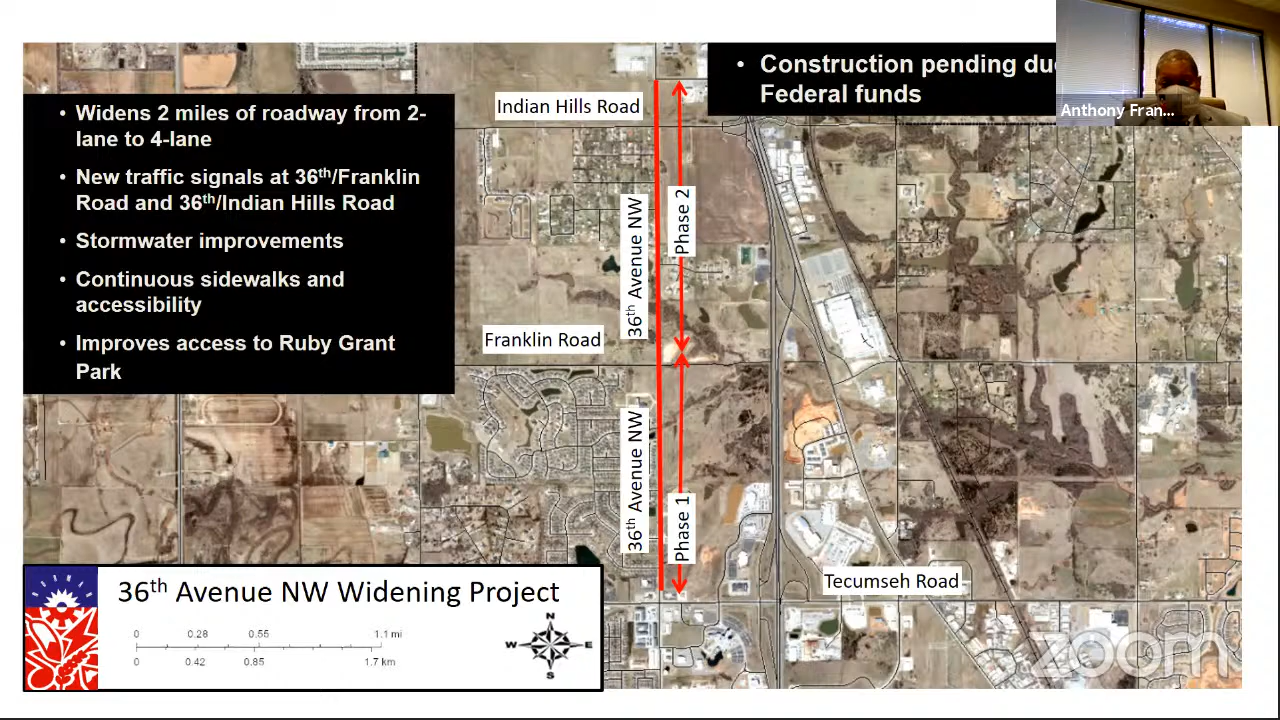 • Widens 2 miles of roadway from 2-
lane to 4-lane
• New traffic signals at 36th/Franklin
Road and 36th/Indian Hills Road
• Stormwater improvements
• Continuous sidewalks and
accessibility
• Improves access to Ruby Grant
Park
• Construction pending du
Federal funds
Anthony Fran...
Indian Hills Road
36th Avenue NW
Phase 2
Franklin Road
36th Avenue NW
Phase 1
Tecumseh Road
36th Avenue NW Widening Project
0 0.28 0.55 1.1 mi
0 0.42 0.85 1.7 km
N
W E
S
zoom